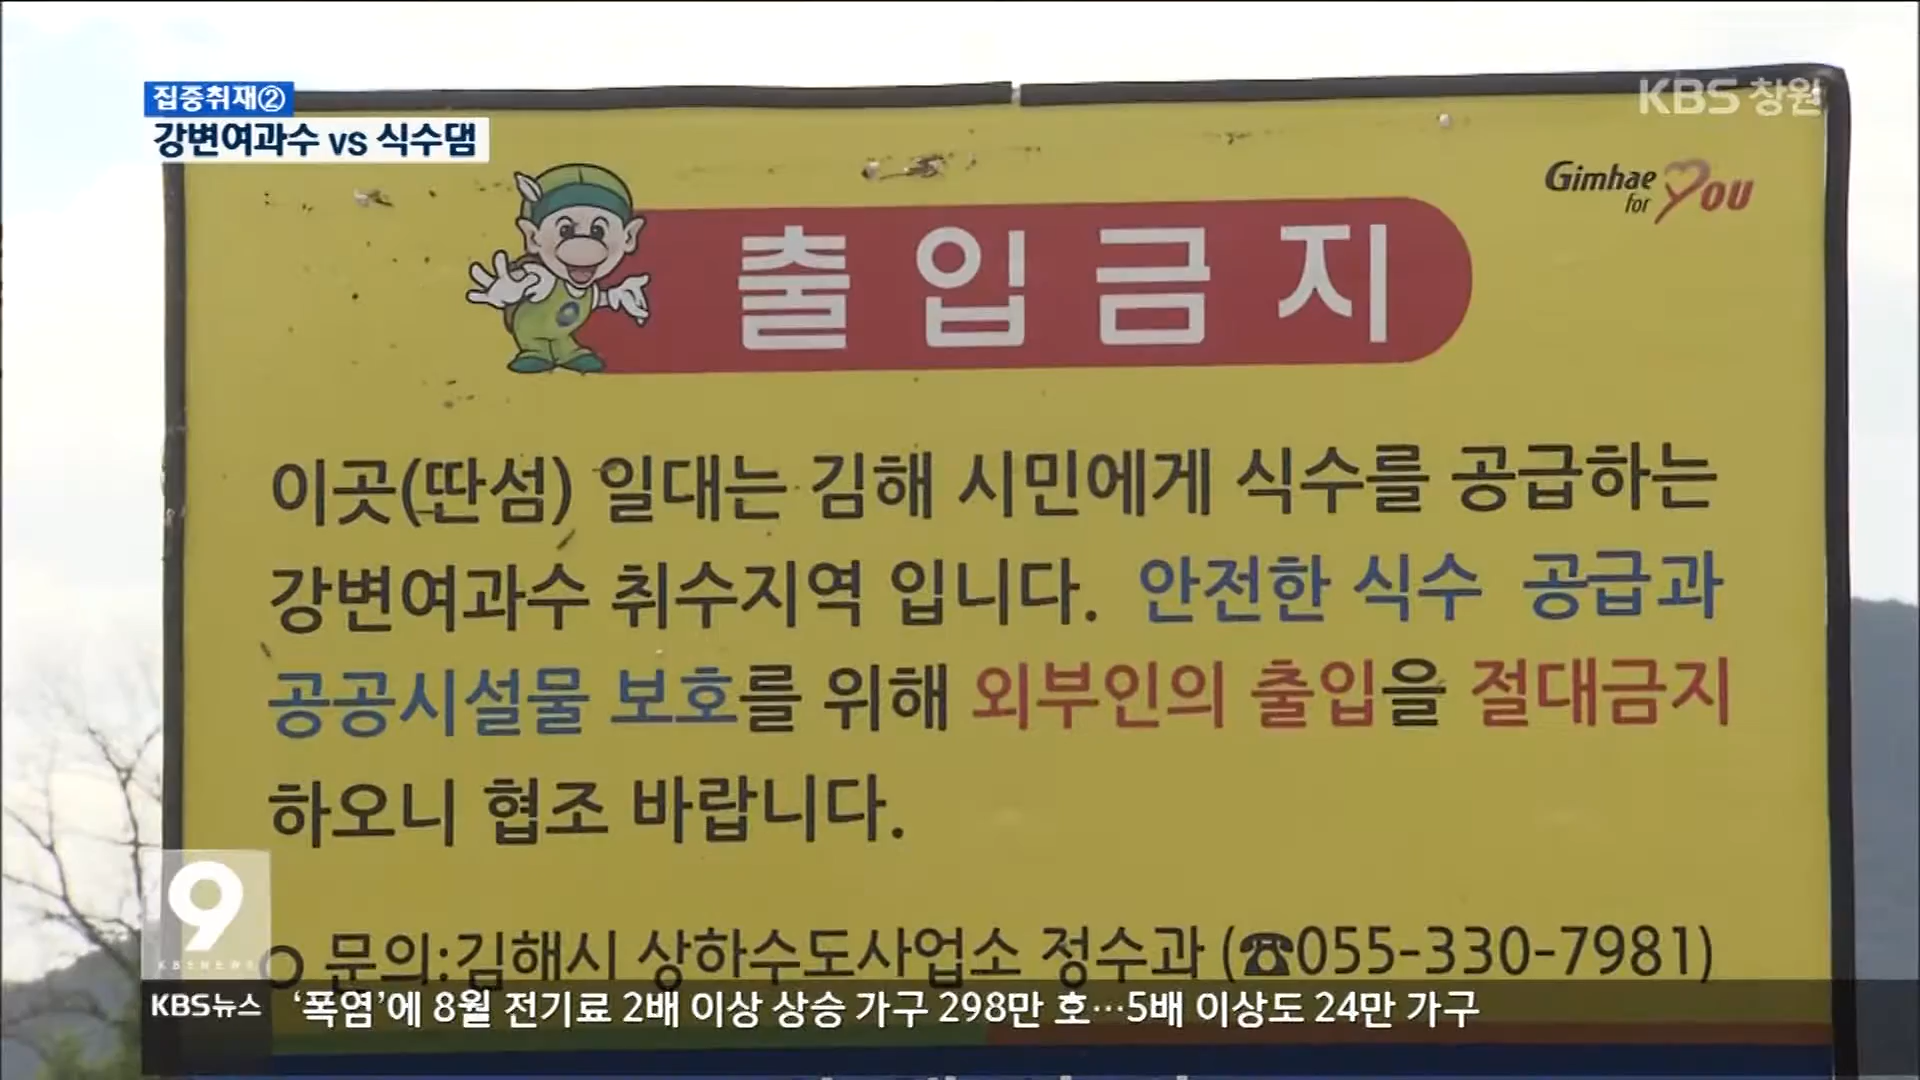 집중취재②
강변여과수 vs 식수댐
KBS 창원
Gimhae
for You
출입금지
이곳(딴섬) 일대는 김해 시민에게 식수를 공급하는
강변여과수 취수지역 입니다. 안전한 식수 공급과
공공시설물 보호를 위해 외부인의 출입을 절대금지
하오니 협조 바랍니다.
○ 문의:김해시 상하수도사업소 정수과 (☎055-330-7981)
9
KBS NEWS
KBS뉴스 ‘폭염’에 8월 전기료 2배 이상 상승 가구 298만 호…5배 이상도 24만 가구